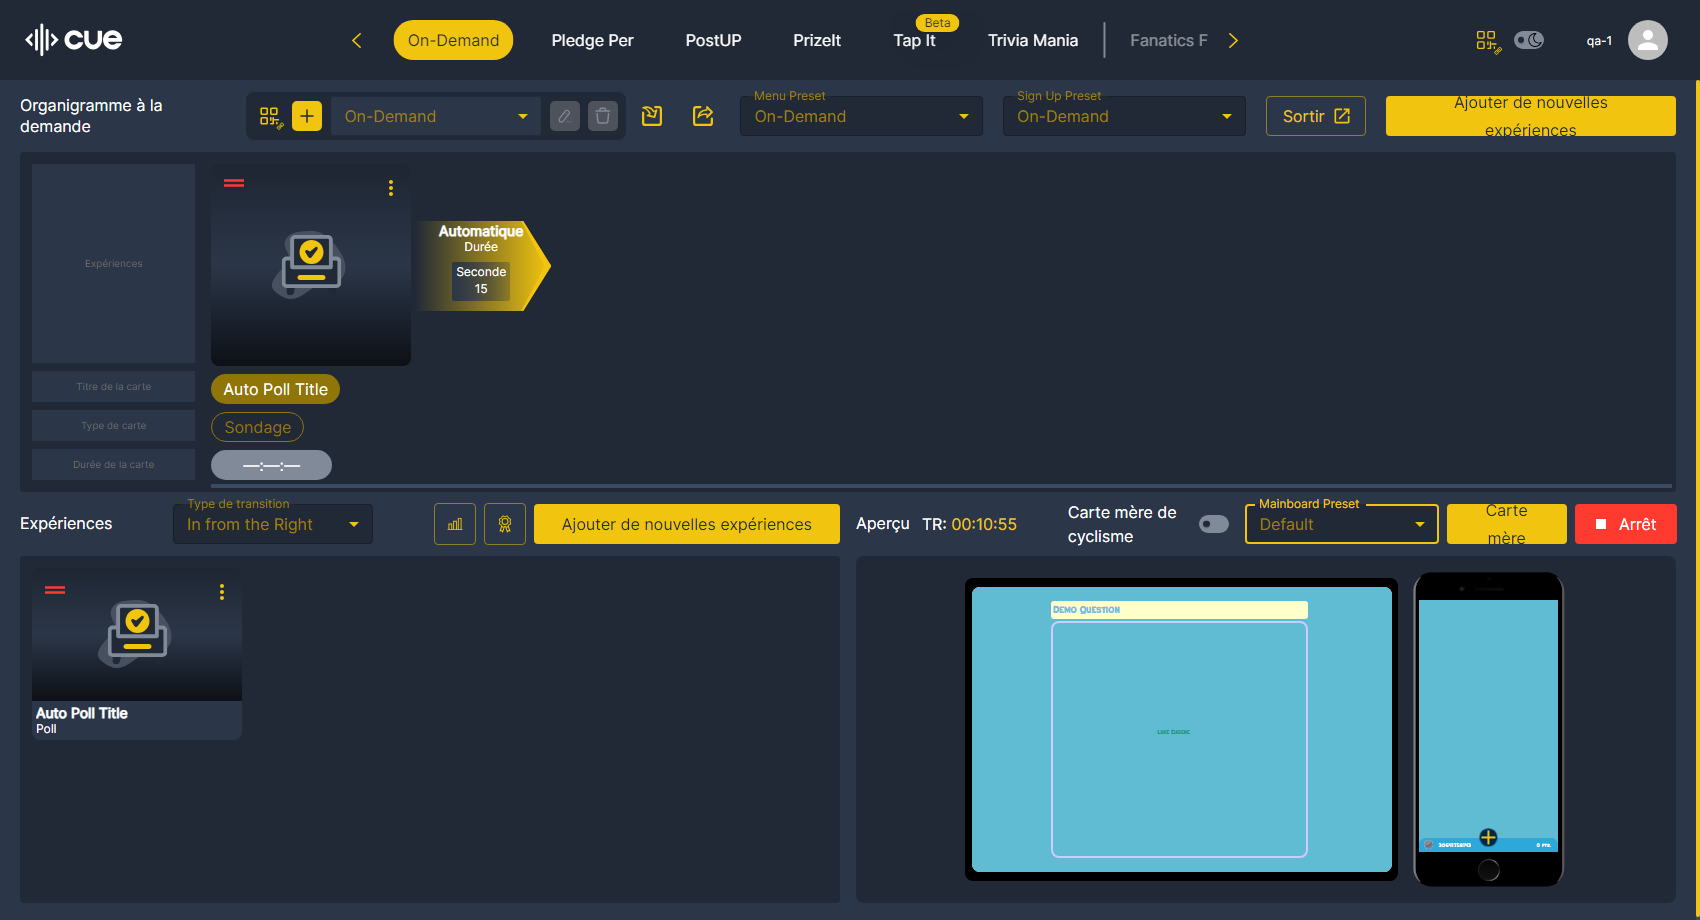 cue
On-Demand
Pledge Per
PostUP
PrizeIt
Beta
Tap It
Trivia Mania
Fanatics F
qa-1
Organigramme à la
demande
On-Demand
Menu Preset
On-Demand
Sign Up Preset
On-Demand
Sortir
Ajouter de nouvelles
expériences
Expériences
Automatique
Durée
Seconde
15
Titre de la carte
Auto Poll Title
Type de carte
Sondage
Durée de la carte
—:—:—
Expériences
Type de transition
In from the Right
Ajouter de nouvelles expériences
Aperçu
TR: 00:10:55
Carte mère de
cyclisme
Mainboard Preset
Default
Carte
mère
Arrêt
Auto Poll Title
Poll
Demo Question
0 Pts.